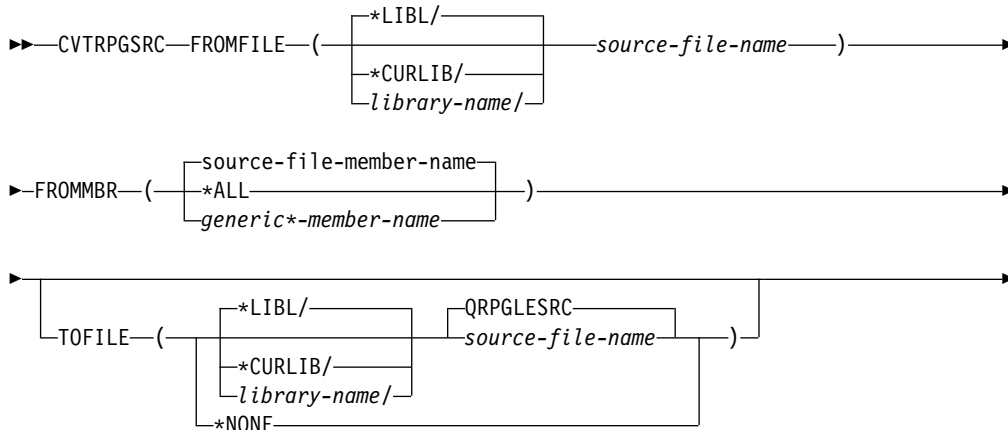 *LIBL/
►►─CVTRPGSRC─FROMFILE─( source-file-name ) ►
*CURLIB/
library-name/
source-file-member-name
►─FROMMBR─( *ALL ) ►
generic*-member-name
► ►
*LIBL/ QRPGLESRC
TOFILE─( source-file-name )
*CURLIB/
library-name/
*NONE